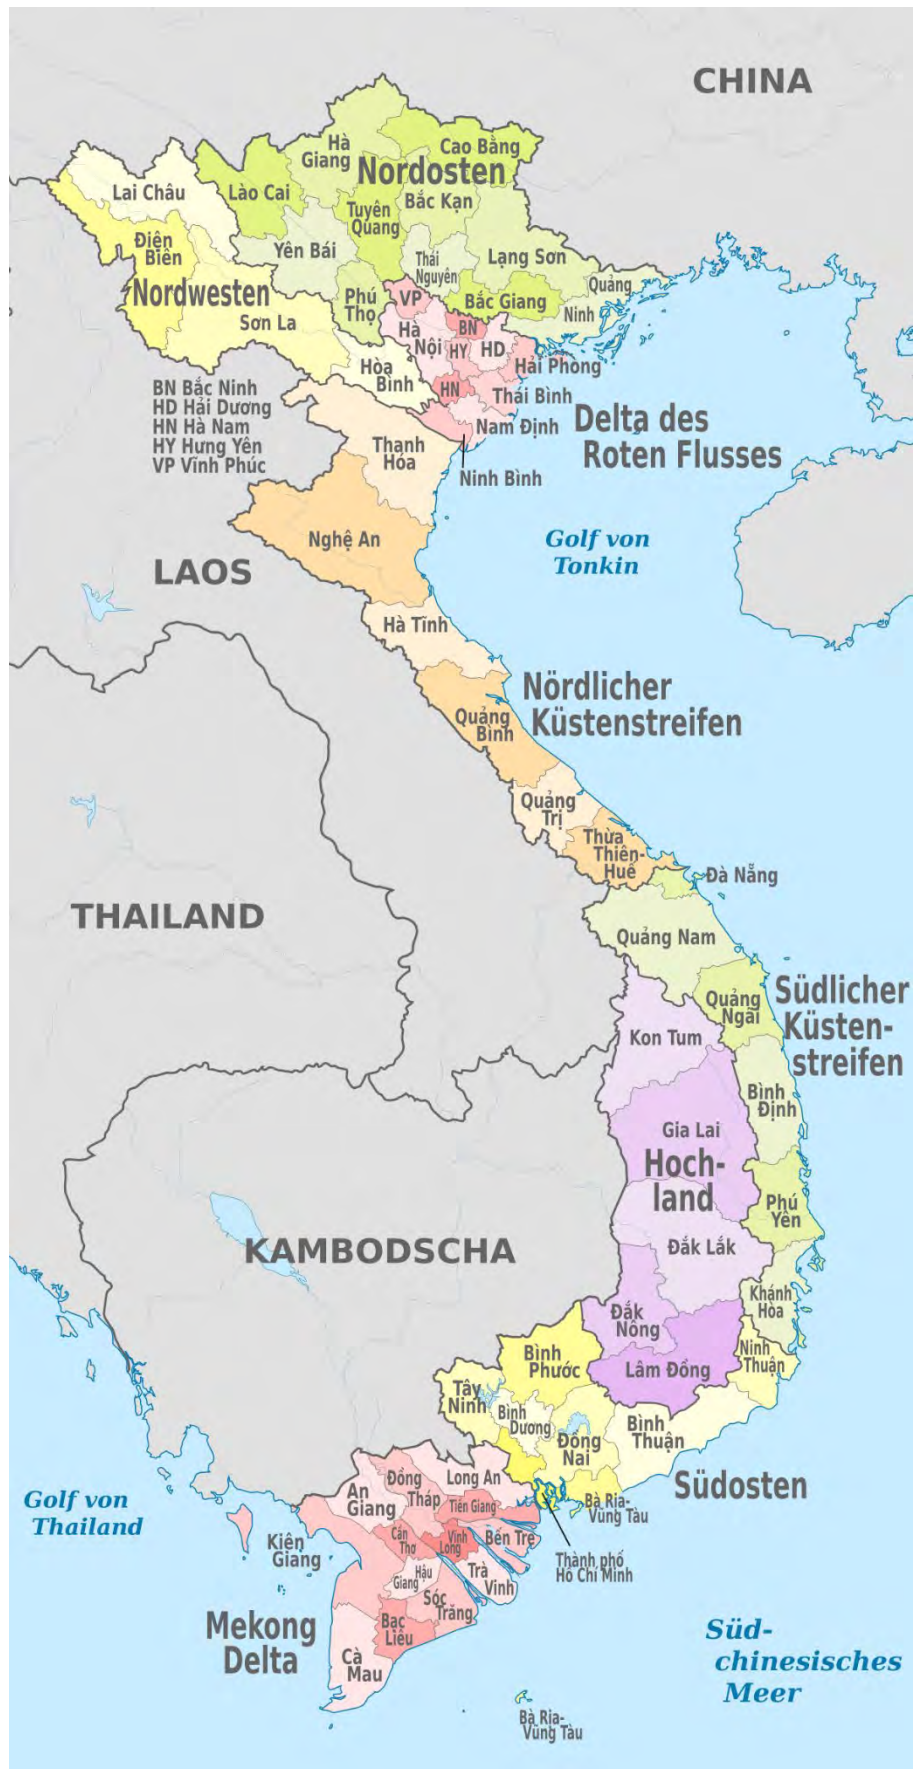 CHINA
Hà
Giang
Cao Bằng
Nordosten
Lai Châu
Lào Cai
Bắc Kạn
Tuyên
Quang
Điện
Biên
Yên Bái
Thái
Nguyên
Lạng Sơn
Quảng
Ninh
Nordwesten
Phú
Thọ
VP
Bắc Giang
Sơn La
Hà
Nội
BN
HY
HD
Hải Phòng
Hòa
Bình
HN
Thái Bình
BN Bắc Ninh
HD Hải Dương
HN Hà Nam
HY Hưng Yên
VP Vĩnh Phúc
Nam Định
Delta des
Roten Flusses
Thanh
Hóa
Ninh Bình
Nghệ An
Golf von
Tonkin
LAOS
Hà Tĩnh
Nördlicher
Küstenstreifen
Quảng
Bình
Quảng
Trị
Thừa
Thiên-
Huế
Đà Nẵng
THAILAND
Quảng Nam
Südlicher
Küsten-
streifen
Quảng
Ngãi
Kon Tum
Bình
Định
Gia Lai
Hoch-
land
Phú
Yên
KAMBODSCHA
Đắk Lắk
Khánh
Hòa
Đắk
Nông
Ninh
Thuận
Bình
Phước
Lâm Đồng
Tây
Ninh
Bình
Dương
Bình
Thuận
Đồng
Nai
Südosten
Long An
Đồng
Tháp
An
Giang
Tiền Giang
Bà Rịa-
Vũng Tàu
Golf von
Thailand
Kiên
Giang
Cần
Thơ
Vĩnh
Long
Bến Tre
Thành phố
Hồ Chí Minh
Hậu
Giang
Trà
Vinh
Sóc
Trăng
Mekong
Delta
Bạc
Liêu
Cà
Mau
Süd-
chinesisches
Meer
Bà Rịa-
Vũng Tàu